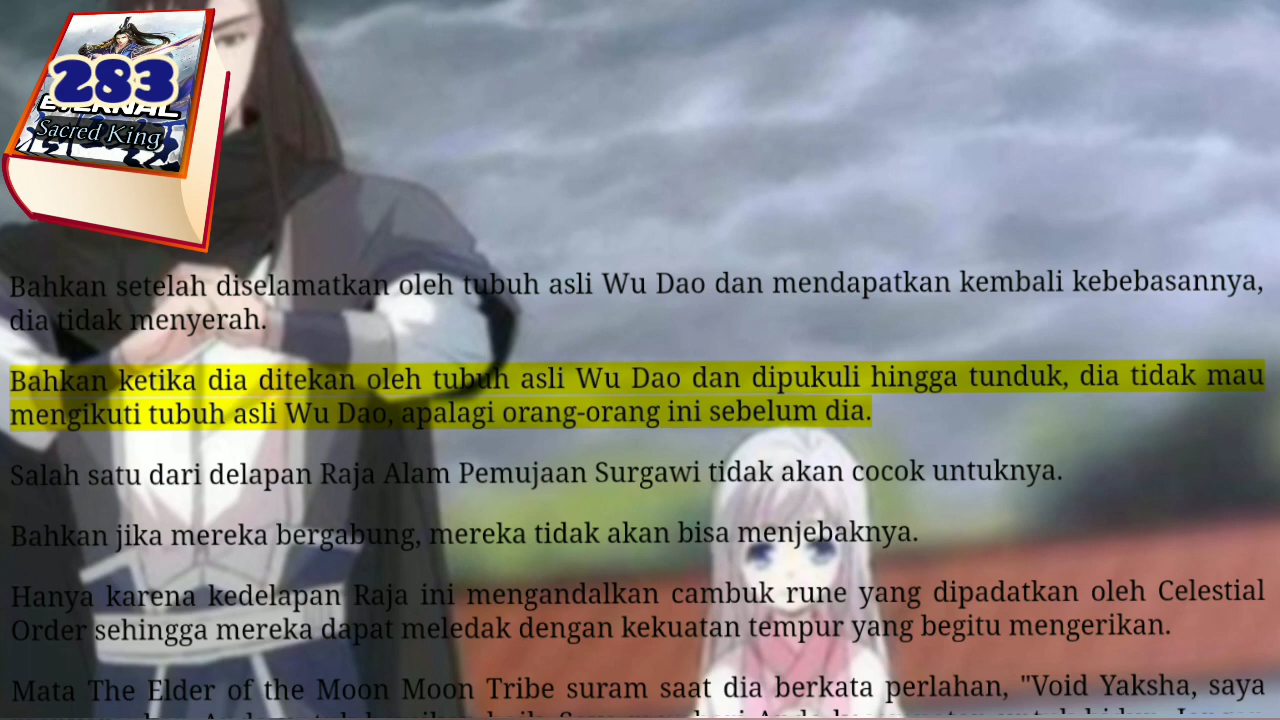 283
ETERNAL
Sacred King
Bahkan setelah diselamatkan oleh tubuh asli Wu Dao dan mendapatkan kembali kebebasannya,
dia tidak menyerah.
Bahkan ketika dia ditekan oleh tubuh asli Wu Dao dan dipukuli hingga tunduk, dia tidak mau
mengikuti tubuh asli Wu Dao, apalagi orang-orang ini sebelum dia.
Salah satu dari delapan Raja Alam Pemujaan Surgawi tidak akan cocok untuknya.
Bahkan jika mereka bergabung, mereka tidak akan bisa menjebaknya.
Hanya karena kedelapan Raja ini mengandalkan cambuk rune yang dipadatkan oleh Celestial
Order sehingga mereka dapat meledak dengan kekuatan tempur yang begitu mengerikan.
Mata The Elder of the Moon Moon Tribe suram saat dia berkata perlahan, "Void Yaksha, saya